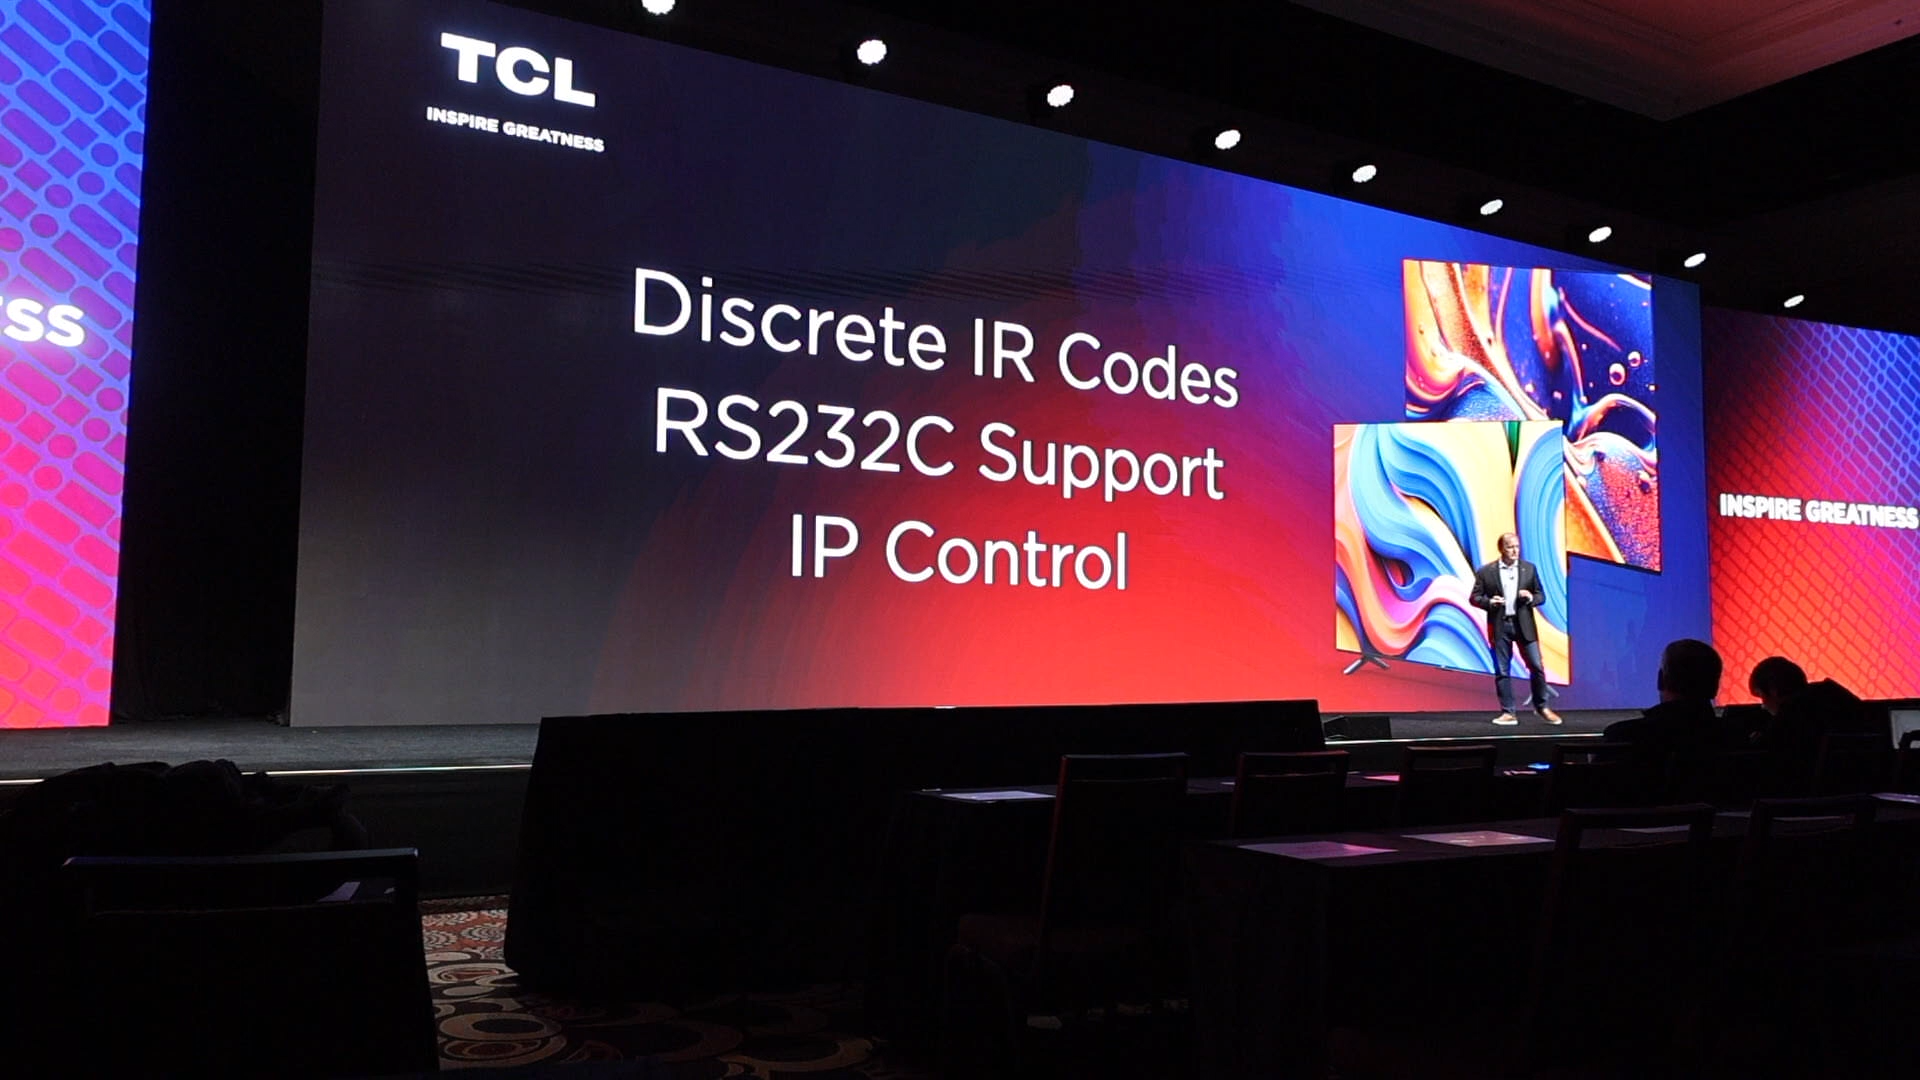 TCL
INSPIRE GREATNESS
Discrete IR Codes
RS232C Support
IP Control
INSPIRE GREATNESS